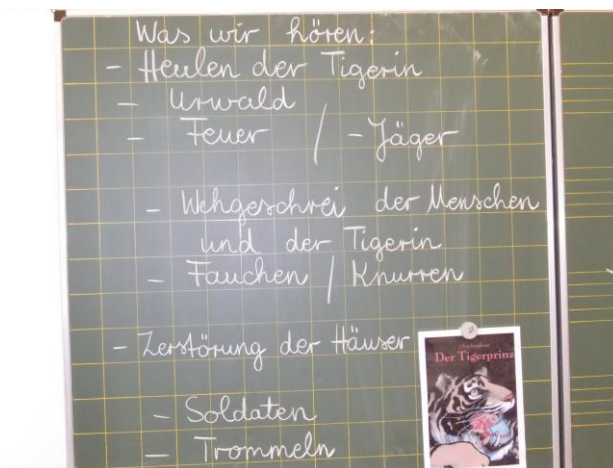 Was wir hören:
- Heulen der Tigerin
- Urwald
- Feuer / - Jäger
- Wehgeschrei der Menschen
und der Tigerin
- Fauchen / Knurren
- Zerstörung der Häuser
- Soldaten
- Trommeln
Der Tigerprinz